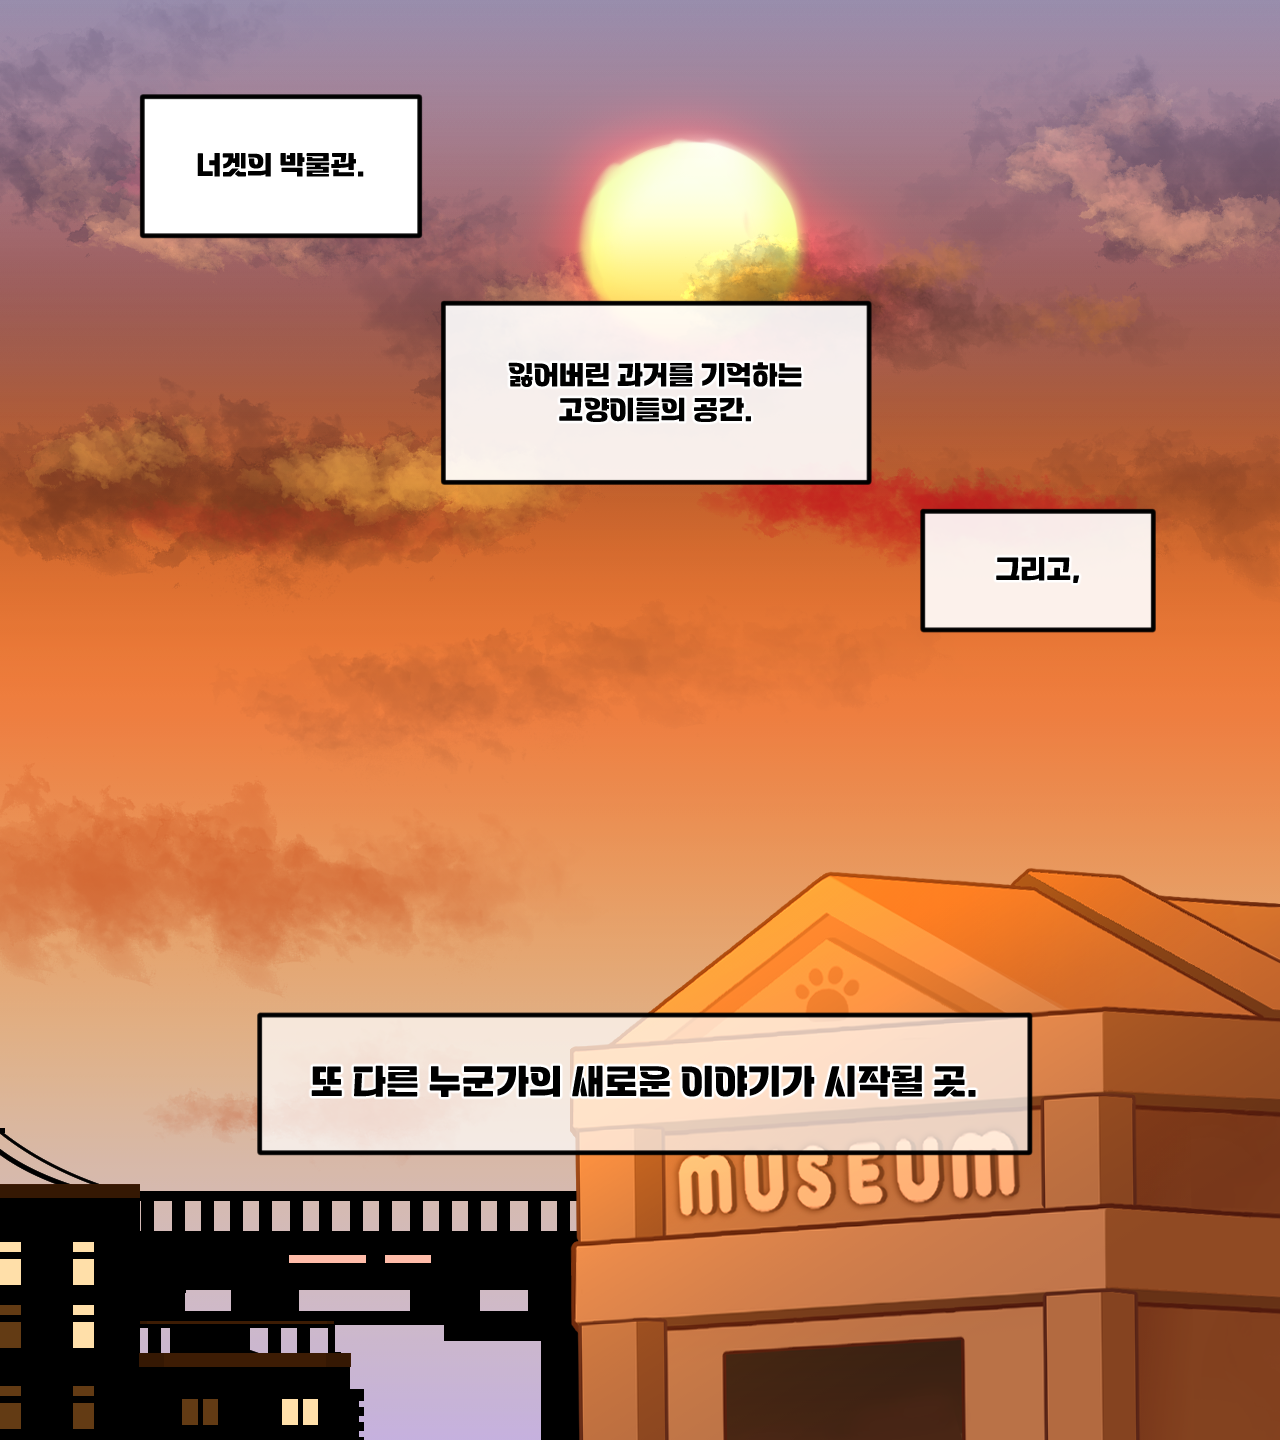 너겟의 박물관.
잃어버린 과거를 기억하는
고양이들의 공간.
그리고,
또 다른 누군가의 새로운 이야기가 시작될 곳.
MUSEUM